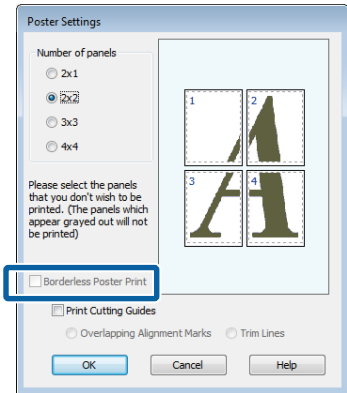 Poster Settings
Number of panels
2x1
2x2
3x3
4x4
1
2
3
4
A
Please select the panels
that you don't wish to be
printed. (The panels which
appear grayed out will not
be printed)
Borderless Poster Print
Print Cutting Guides
Overlapping Alignment Marks
Trim Lines
OK
Cancel
Help